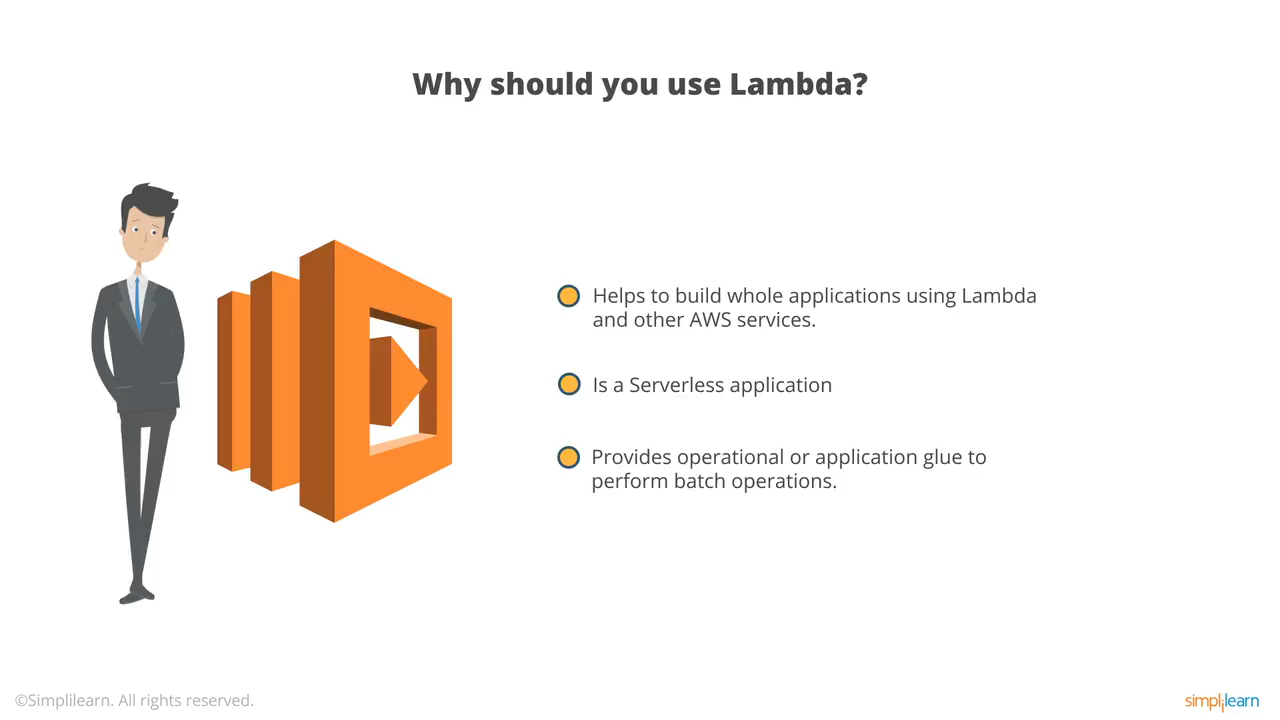 Why should you use Lambda?
Helps to build whole applications using Lambda
and other AWS services.
Is a Serverless application
Provides operational or application glue to
perform batch operations.
©Simplilearn. All rights reserved.
simplilearn